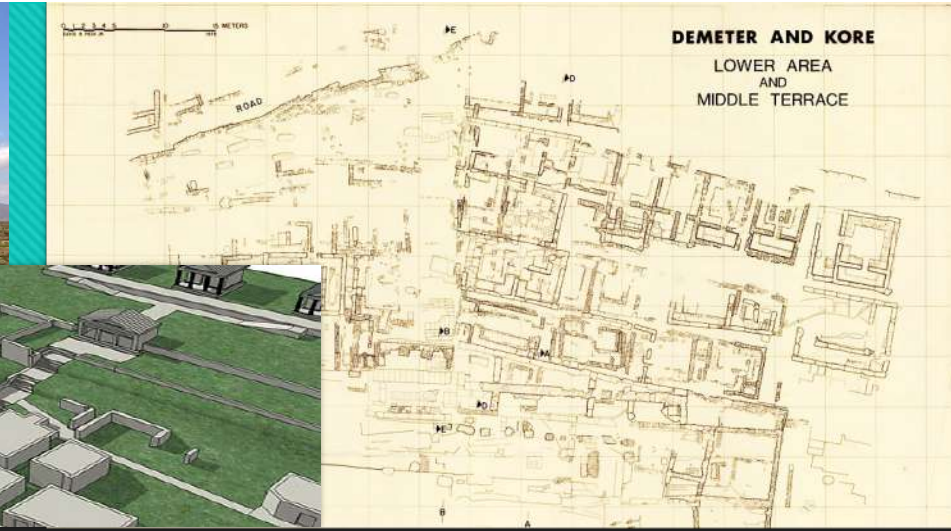 0 1 2 3 4 5 10 15 METERS
DEMETER AND KORE
LOWER AREA
AND
MIDDLE TERRACE
ROAD
E
D
B
A
D
E
B
A